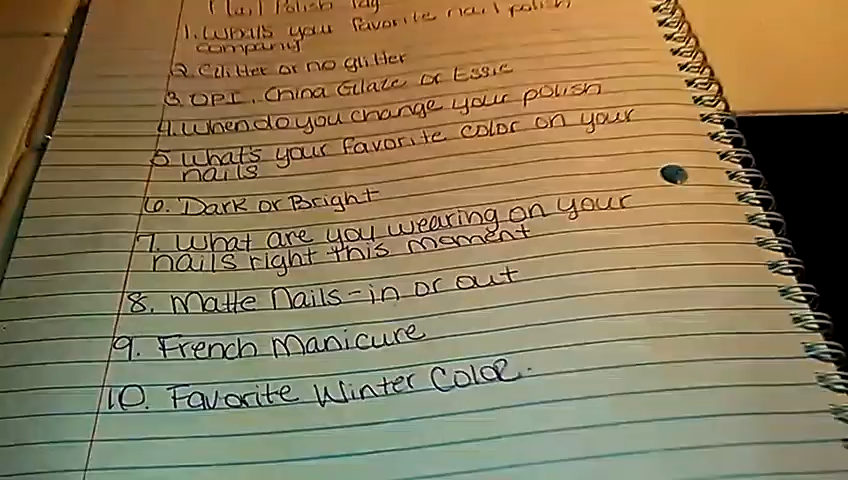 Nail Polish Tag
1. What's your favorite nail polish
company
2. Glitter or no glitter
3. OPI, China Glaze or Essie
4. When do you change your polish
5 What's your favorite color on your
nails
6. Dark or Bright
7. What are you wearing on your
nails right this moment
8. Matte Nails - in or out
9. French Manicure
10. Favorite Winter Color.